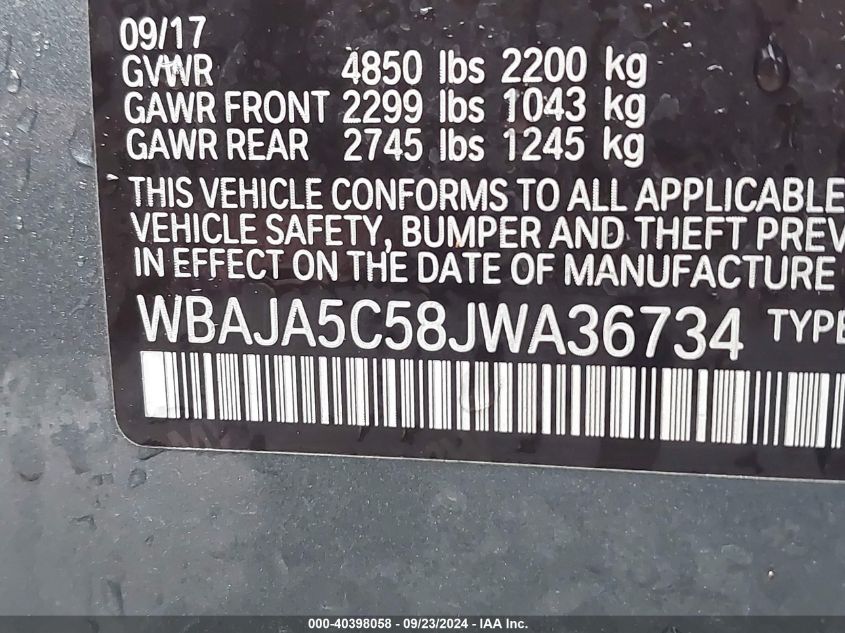 09/17
GVWR 4850 lbs 2200 kg
GAWR FRONT 2299 lbs 1043 kg
GAWR REAR 2745 lbs 1245 kg
THIS VEHICLE CONFORMS TO ALL APPLICABLE
VEHICLE SAFETY, BUMPER AND THEFT PREV
IN EFFECT ON THE DATE OF MANUFACTURE
WBAJA5C58JWA36734 TYPE
000-40398058 - 09/23/2024 - IAA Inc.